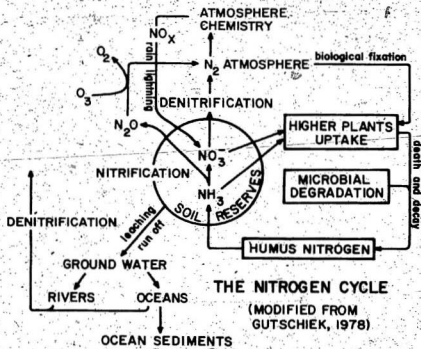 ATMOSPHERE
CHEMISTRY
NOX
O2
rain
lightning
N2 ATMOSPHERE
biological fixation
O3
DENITRIFICATION
N2O
HIGHER PLANTS
UPTAKE
NO3
NITRIFICATION
NH3
SOIL RESERVES
MICROBIAL
DEGRADATION
death and decay
DENITRIFICATION
leaching
run off
HUMUS NITROGEN
GROUND WATER
RIVERS
OCEANS
OCEAN SEDIMENTS
THE NITROGEN CYCLE
(MODIFIED FROM
GUTSCHIEK, 1978)